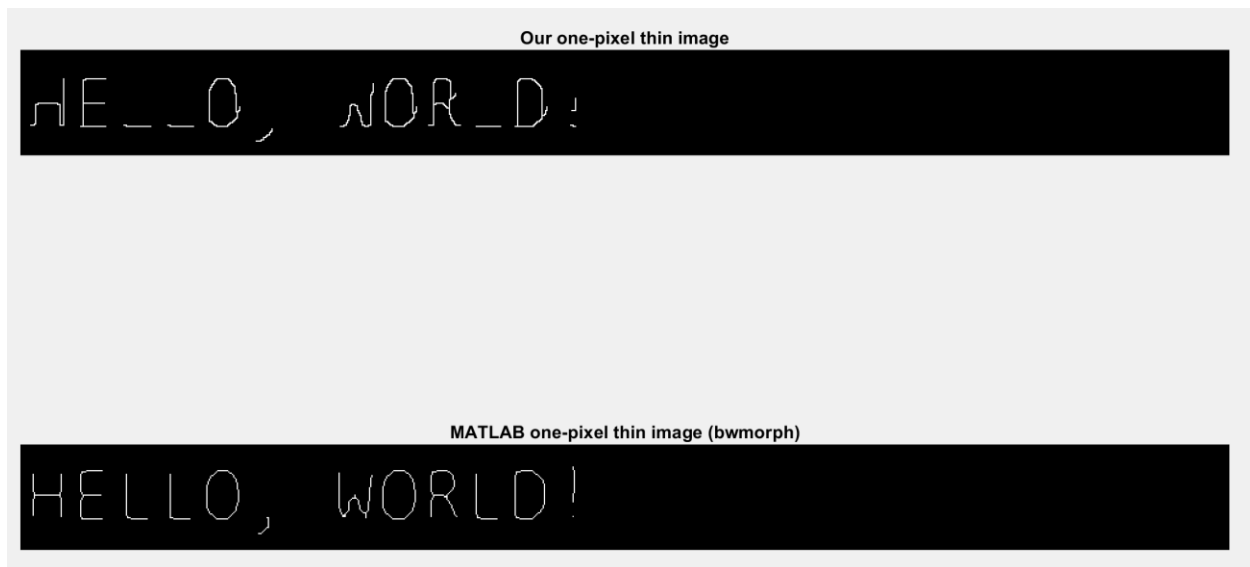 Our one-pixel thin image
HE__O, WOR_D!
MATLAB one-pixel thin image (bwmorph)
HELLO, WORLD!